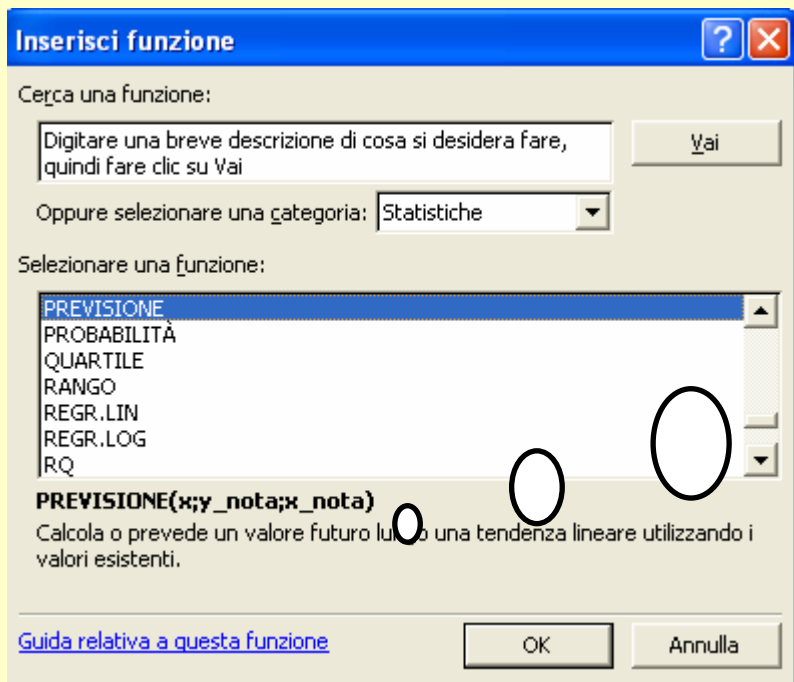 Inserisci funzione
Cerca una funzione:
Digitare una breve descrizione di cosa si desidera fare,
quindi fare clic su Vai
Vai
Oppure selezionare una categoria: Statistiche
Selezionare una funzione:
PREVISIONE
PROBABILITÀ
QUARTILE
RANGO
REGR.LIN
REGR.LOG
RQ
PREVISIONE(x;y_nota;x_nota)
Calcola o prevede un valore futuro una tendenza lineare utilizzando i
valori esistenti.
Guida relativa a questa funzione
OK
Annulla